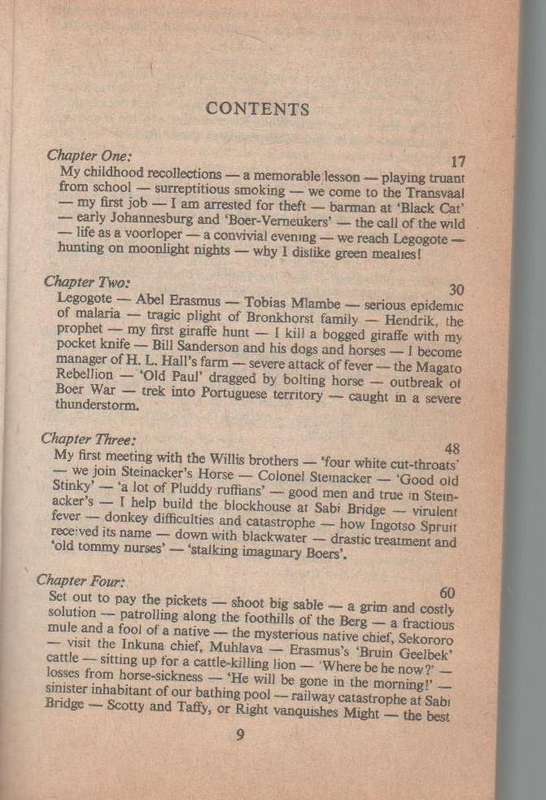 CONTENTS
Chapter One:
17
My childhood recollections — a memorable lesson — playing truant
from school — surreptitious smoking — we come to the Transvaal
— my first job — I am arrested for theft — barman at ‘Black Cat’
— early Johannesburg and ‘Boer-Verneukers’ — the call of the wild
— life as a voorloper — a convivial evening — we reach Legogote —
hunting on moonlight nights — why I dislike green mealies!
Chapter Two:
30
Legogote — Abel Erasmus — Tobias Mlambe — serious epidemic
of malaria — tragic plight of Bronkhorst family — Hendrik, the
prophet — my first giraffe hunt — I kill a bogged giraffe with my
pocket knife — Bill Sanderson and his dogs and horses — I become
manager of H. L. Hall’s farm — severe attack of fever — the Magato
Rebellion — ‘Old Paul’ dragged by bolting horse — outbreak of
Boer War — trek into Portuguese territory — caught in a severe
thunderstorm.
Chapter Three:
48
My first meeting with the Willis brothers — ‘four white cut-throats’
— we join Steinacker’s Horse — Colonel Steinacker — ‘Good old
Stinky’ — ‘a lot of Pluddy ruffians’ — good men and true in Stein-
acker’s — I help build the blockhouse at Sabi Bridge — virulent
fever — donkey difficulties and catastrophe — how Ingotso Spruit
received its name — down with blackwater — drastic treatment and
‘old tommy nurses’ — ‘stalking imaginary Boers’.
Chapter Four:
60
Set out to pay the pickets — shoot big sable — a grim and costly
solution — patrolling along the foothills of the Berg — a fractious
mule and a fool of a native — the mysterious native chief, Sekororo
— visit the Inkuna chief, Muhlava — Erasmus’s ‘Bruin Geelbek’
cattle — sitting up for a cattle-killing lion — ‘Where be he now?’ —
losses from horse-sickness — ‘He will be gone in the morning!’ —
sinister inhabitant of our bathing pool — railway catastrophe at Sabi
Bridge — Scotty and Taffy, or Right vanquishes Might — the best
9